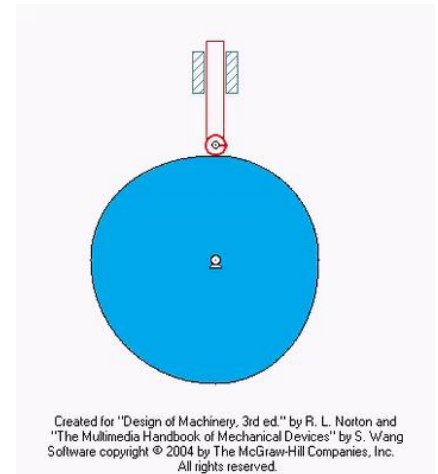 Created for "Design of Machinery, 3rd ed." by R. L. Norton and
"The Multimedia Handbook of Mechanical Devices" by S. Wang
Software copyright © 2004 by The McGraw-Hill Companies, Inc.
All rights reserved.